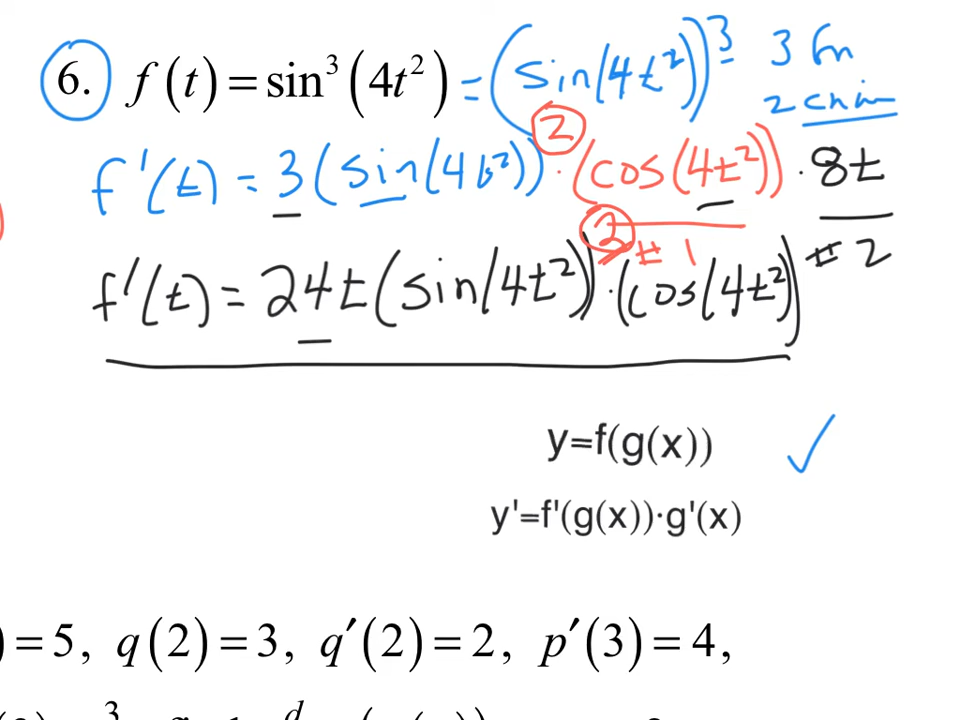 6. f(t) = sin³(4t²) = (sin(4t²))³ 3 fn
2 chain
f'(t) = 3(sin(4t²))² · (cos(4t²)) · 8t
#1 #2
f'(t) = 24t(sin(4t²))² · (cos(4t²))
y=f(g(x)) ✓
y'=f'(g(x))·g'(x)
) = 5, q(2) = 3, q′(2) = 2, p′(3) = 4,